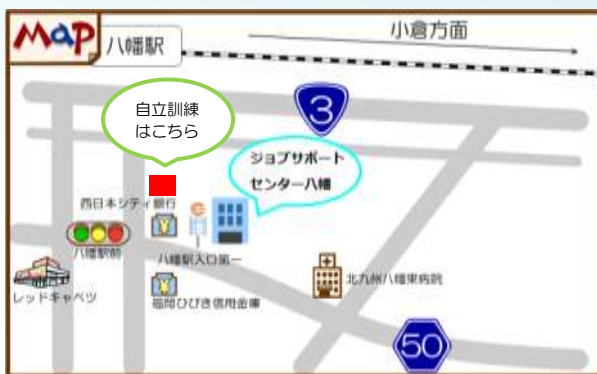 MaP
八幡駅
小倉方面
自立訓練
はこちら
3
ジョブサポート
センター八幡
西日本シティ銀行
八幡駅前
八幡駅入口第一
レッドキャベツ
福岡ひびき信用金庫
北九州八幡東病院
50